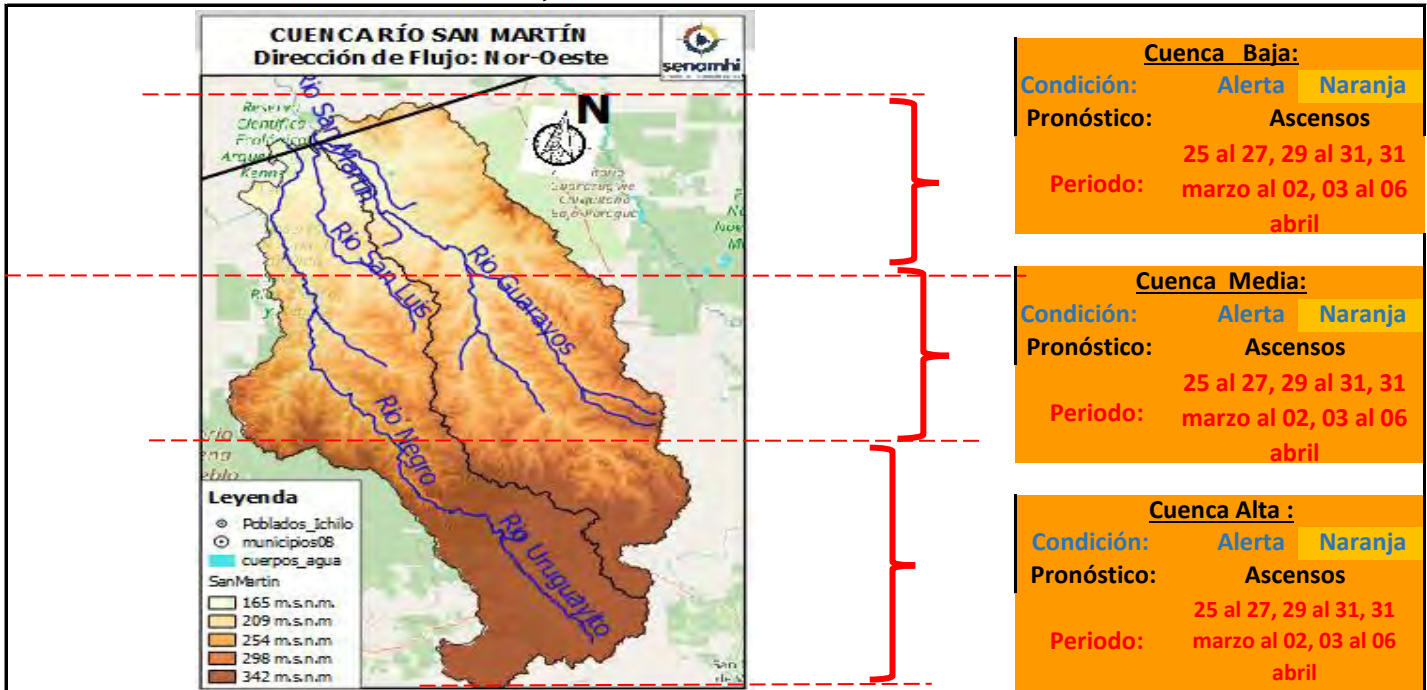 CUENCA RÍO SAN MARTÍN
Dirección de Flujo: Nor-Oeste
senamhi
N
Río San Martín
Río San Luis
Río Guarayos
Río Negro
Río Uruguayito
Leyenda
Poblados_Ichilo
municipios08
cuerpos_agua
SanMartin
165 m.s.n.m.
209 m.s.n.m
254 m.s.n.m
298 m.s.n.m
342 m.s.n.m
Cuenca Baja:
Condición: Alerta Naranja
Pronóstico: Ascensos
25 al 27, 29 al 31, 31
Periodo: marzo al 02, 03 al 06
abril
Cuenca Media:
Condición: Alerta Naranja
Pronóstico: Ascensos
25 al 27, 29 al 31, 31
Periodo: marzo al 02, 03 al 06
abril
Cuenca Alta :
Condición: Alerta Naranja
Pronóstico: Ascensos
25 al 27, 29 al 31, 31
Periodo: marzo al 02, 03 al 06
abril